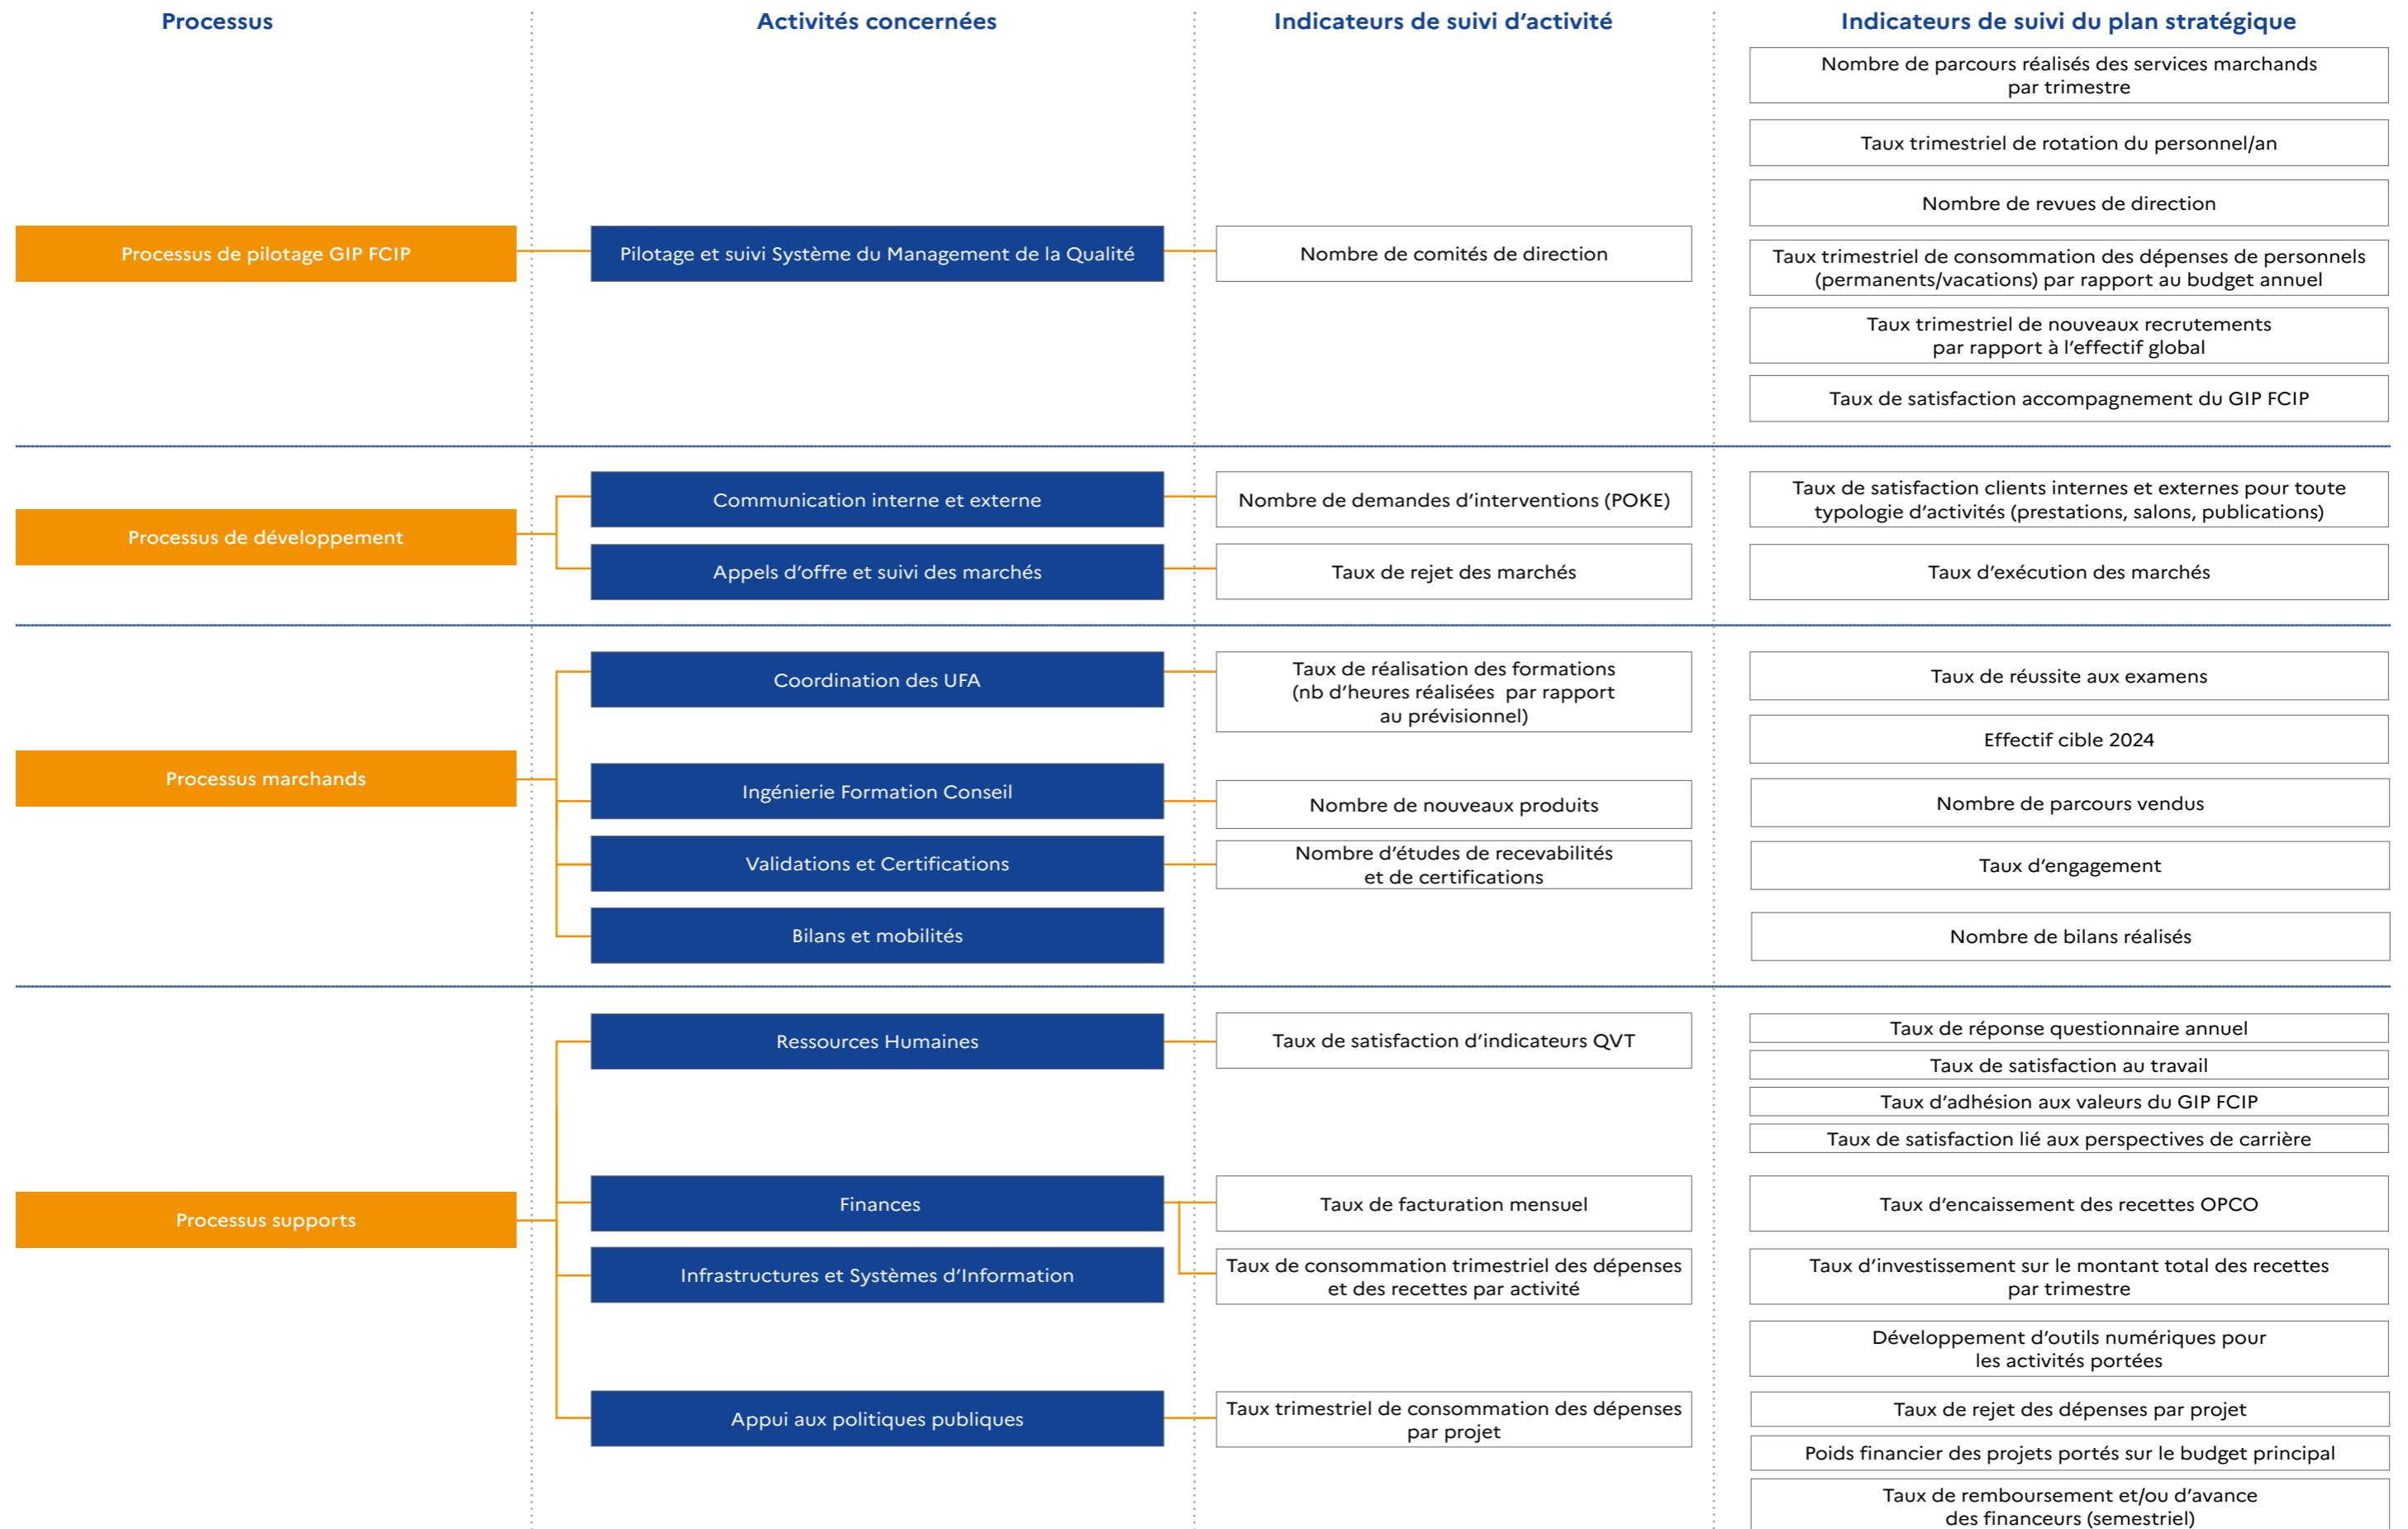 Processus
Activités concernées
Indicateurs de suivi d’activité
Indicateurs de suivi du plan stratégique
Processus de pilotage GIP FCIP
Pilotage et suivi Système du Management de la Qualité
Nombre de comités de direction
Nombre de parcours réalisés des services marchands
par trimestre
Taux trimestriel de rotation du personnel/an
Nombre de revues de direction
Taux trimestriel de consommation des dépenses de personnels
(permanents/vacations) par rapport au budget annuel
Taux trimestriel de nouveaux recrutements
par rapport à l’effectif global
Taux de satisfaction accompagnement du GIP FCIP
Processus de développement
Communication interne et externe
Nombre de demandes d’interventions (POKE)
Taux de satisfaction clients internes et externes pour toute
typologie d’activités (prestations, salons, publications)
Appels d’offre et suivi des marchés
Taux de rejet des marchés
Taux d’exécution des marchés
Processus marchands
Coordination des UFA
Taux de réalisation des formations
(nb d’heures réalisées par rapport
au prévisionnel)
Taux de réussite aux examens
Effectif cible 2024
Ingénierie Formation Conseil
Nombre de nouveaux produits
Nombre de parcours vendus
Validations et Certifications
Nombre d’études de recevabilités
et de certifications
Taux d’engagement
Bilans et mobilités
Nombre de bilans réalisés
Processus supports
Ressources Humaines
Taux de satisfaction d’indicateurs QVT
Taux de réponse questionnaire annuel
Taux de satisfaction au travail
Taux d’adhésion aux valeurs du GIP FCIP
Taux de satisfaction lié aux perspectives de carrière
Finances
Taux de facturation mensuel
Taux d’encaissement des recettes OPCO
Infrastructures et Systèmes d’Information
Taux de consommation trimestriel des dépenses
et des recettes par activité
Taux d’investissement sur le montant total des recettes
par trimestre
Développement d’outils numériques pour
les activités portées
Appui aux politiques publiques
Taux trimestriel de consommation des dépenses
par projet
Taux de rejet des dépenses par projet
Poids financier des projets portés sur le budget principal
Taux de remboursement et/ou d’avance
des financeurs (semestriel)